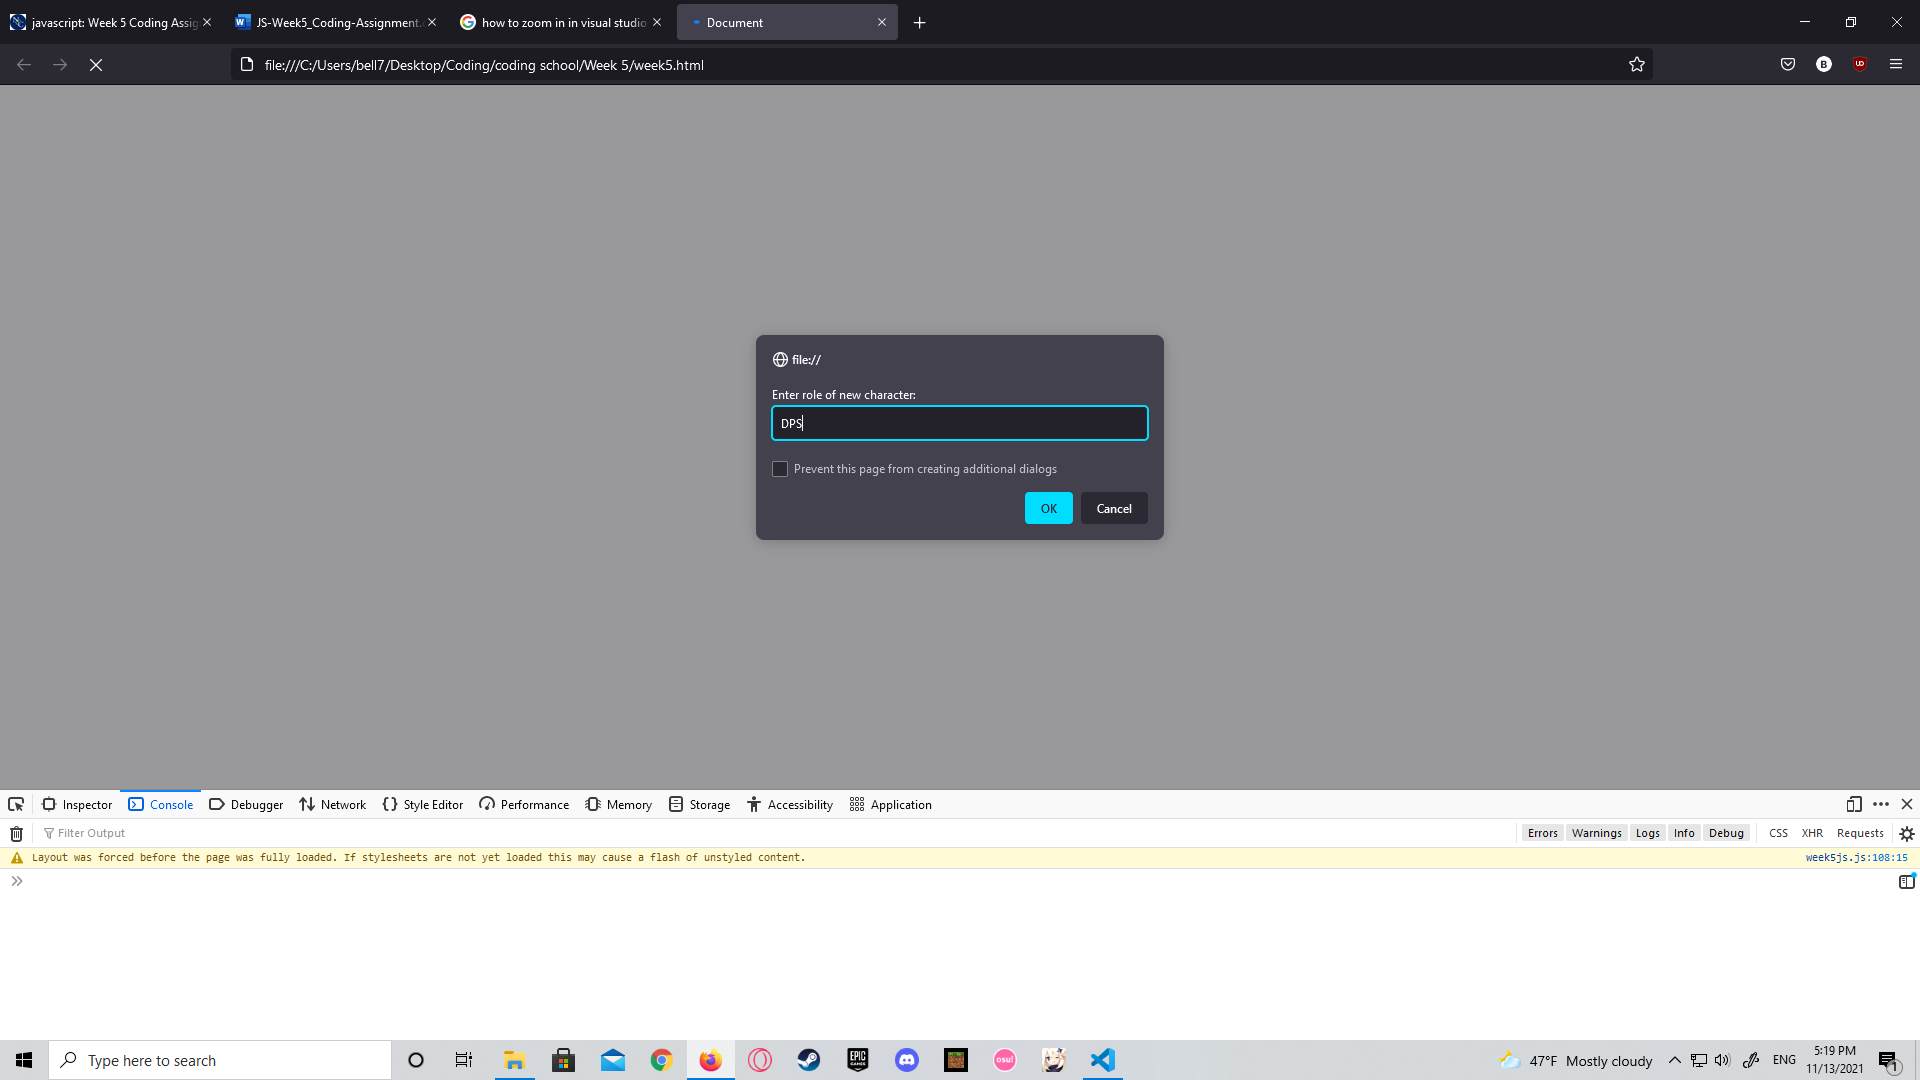 javascript: Week 5 Coding Assig
JS-Week5_Coding-Assignment.
how to zoom in in visual studio
Document
file:///C:/Users/bell7/Desktop/Coding/coding school/Week 5/week5.html
B
file://
Enter role of new character:
DPS
Prevent this page from creating additional dialogs
OK
Cancel
Inspector
Console
Debugger
Network
Style Editor
Performance
Memory
Storage
Accessibility
Application
Filter Output
Errors
Warnings
Logs
Info
Debug
CSS
XHR
Requests
Layout was forced before the page was fully loaded. If stylesheets are not yet loaded this may cause a flash of unstyled content.
week5js.js:108:15
Type here to search
EPIC GAMES
osu!
47°F Mostly cloudy
ENG
5:19 PM
11/13/2021
1